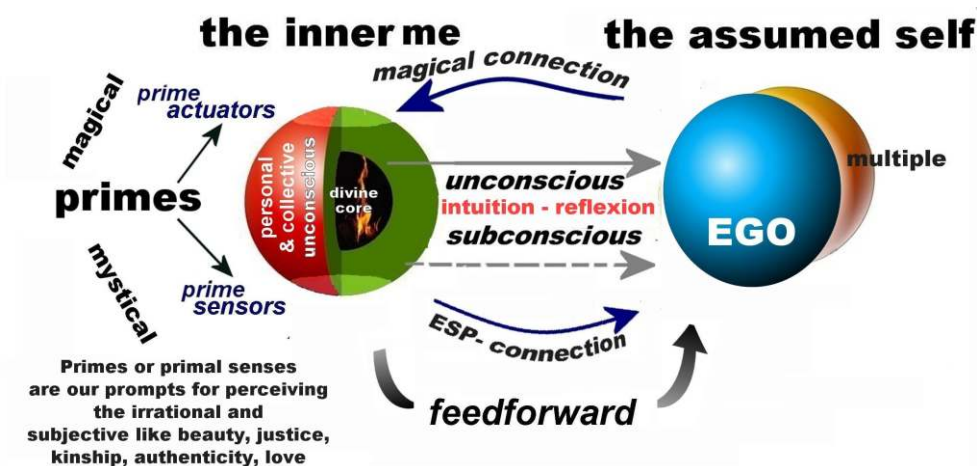 the inner me
the assumed self
magical connection
magical
prime
actuators
primes
mystical
prime
sensors
personal
& collective
unconscious
divine
core
unconscious
intuition - reflexion
subconscious
EGO
multiple
ESP- connection
feedforward
Primes or primal senses
are our prompts for perceiving
the irrational and
subjective like beauty, justice,
kinship, authenticity, love